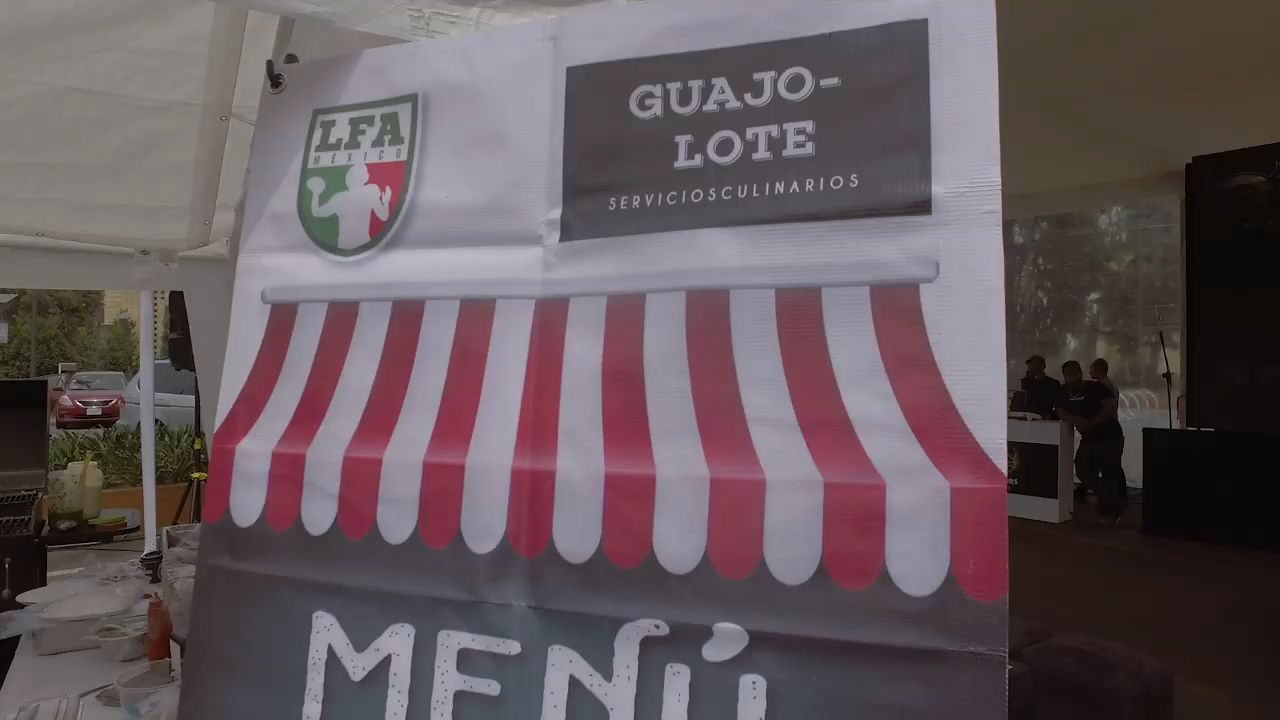 LFA
MÉXICO
GUAJO-
LOTE
SERVICIOSCULINARIOS
MENÚ